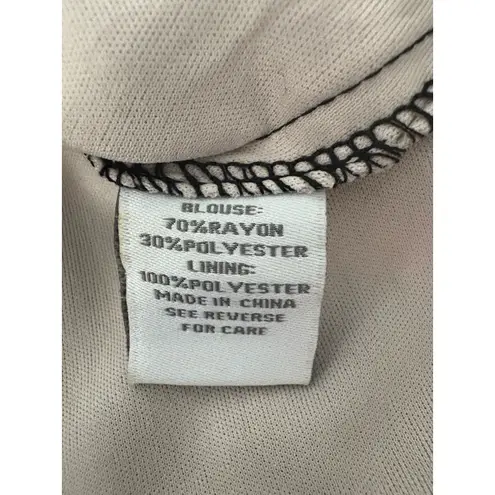 BLOUSE:
70%RAYON
30%POLYESTER
LINING:
100%POLYESTER
MADE IN CHINA
SEE REVERSE
FOR CARE